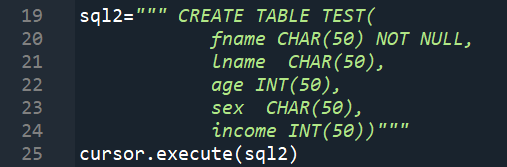 19 sql2=""" CREATE TABLE TEST(
20 fname CHAR(50) NOT NULL,
21 lname  CHAR(50),
22 age INT(50),
23 sex  CHAR(50),
24 income INT(50))"""
25 cursor.execute(sql2)